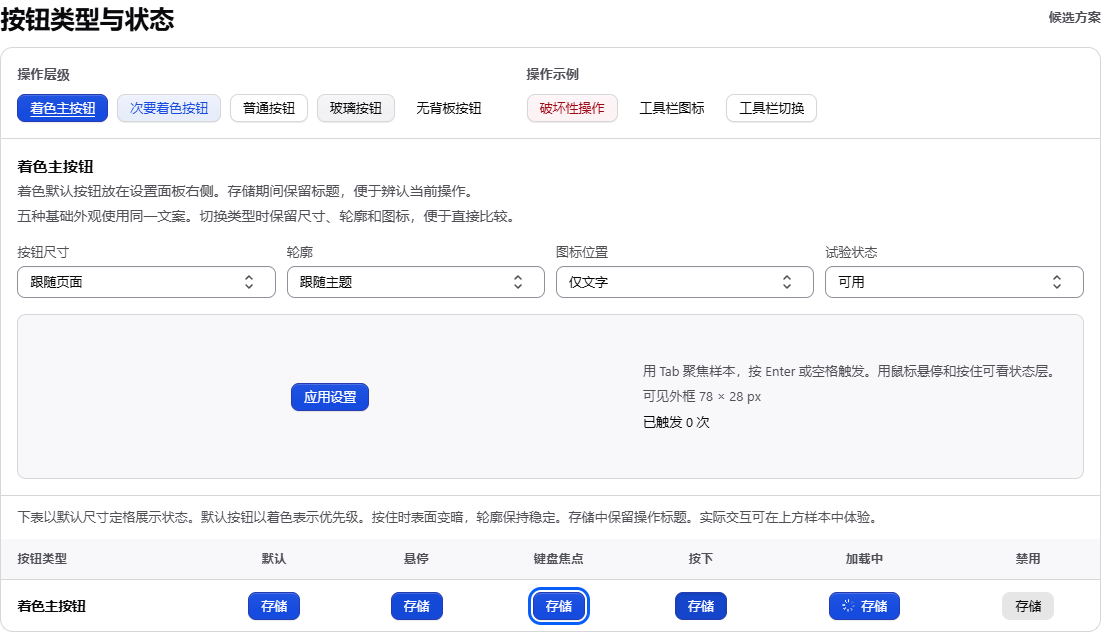 按钮类型与状态
候选方案
操作层级
操作示例
着色主按钮 次要着色按钮 普通按钮 玻璃按钮 无背板按钮 破坏性操作 工具栏图标 工具栏切换
着色主按钮
着色默认按钮放在设置面板右侧。存储期间保留标题，便于辨认当前操作。
五种基础外观使用同一文案。切换类型时保留尺寸、轮廓和图标，便于直接比较。
按钮尺寸 轮廓 图标位置 试验状态
跟随页面 跟随主题 仅文字 可用
应用设置
用 Tab 聚焦样本，按 Enter 或空格触发。用鼠标悬停和按住可看状态层。
可见外框 78 × 28 px
已触发 0 次
下表以默认尺寸定格展示状态。默认按钮以着色表示优先级。按住时表面变暗，轮廓保持稳定。存储中保留操作标题。实际交互可在上方样本中体验。
按钮类型 默认 悬停 键盘焦点 按下 加载中 禁用
着色主按钮 存储 存储 存储 存储 存储 存储